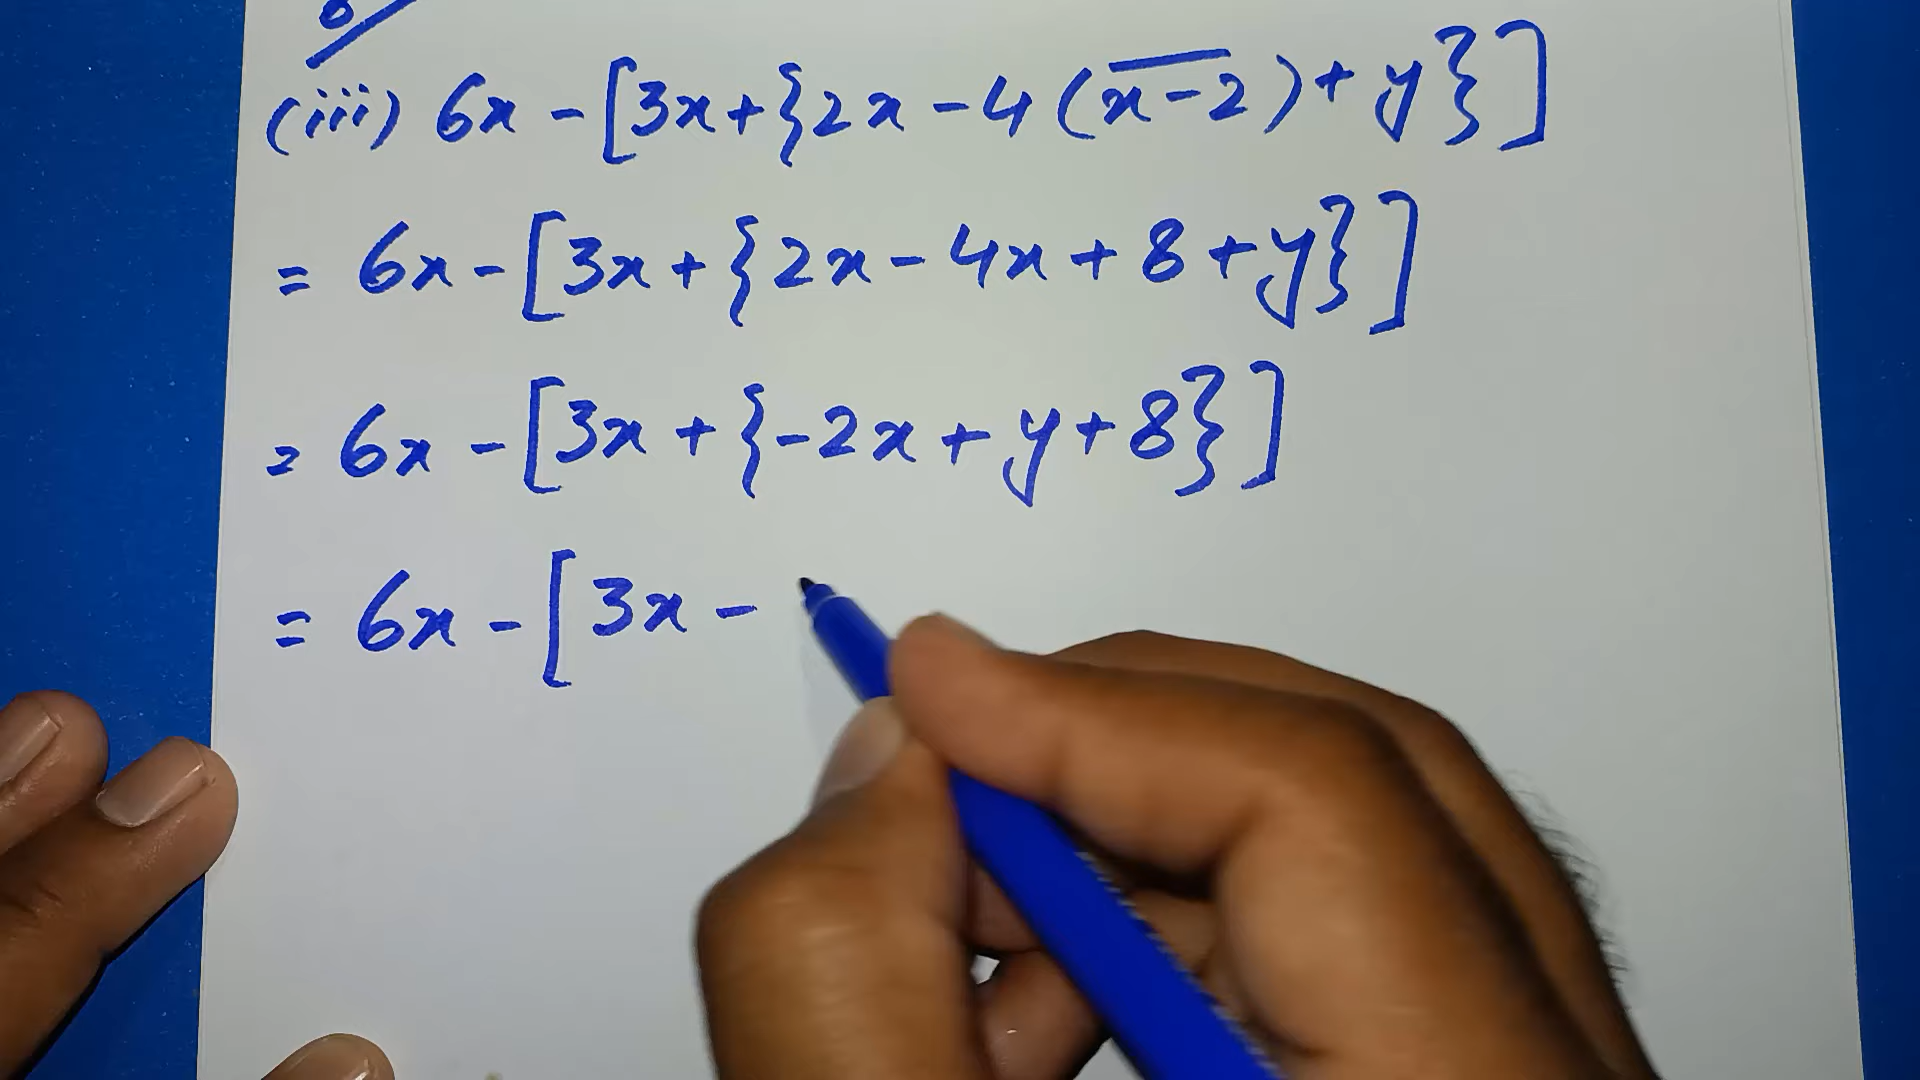 (iii) 6x - [3x + {2x - 4 (x̅-̅2̅) + y}]
= 6x - [3x + {2x - 4x + 8 + y}]
= 6x - [3x + {-2x + y + 8}]
= 6x - [3x -